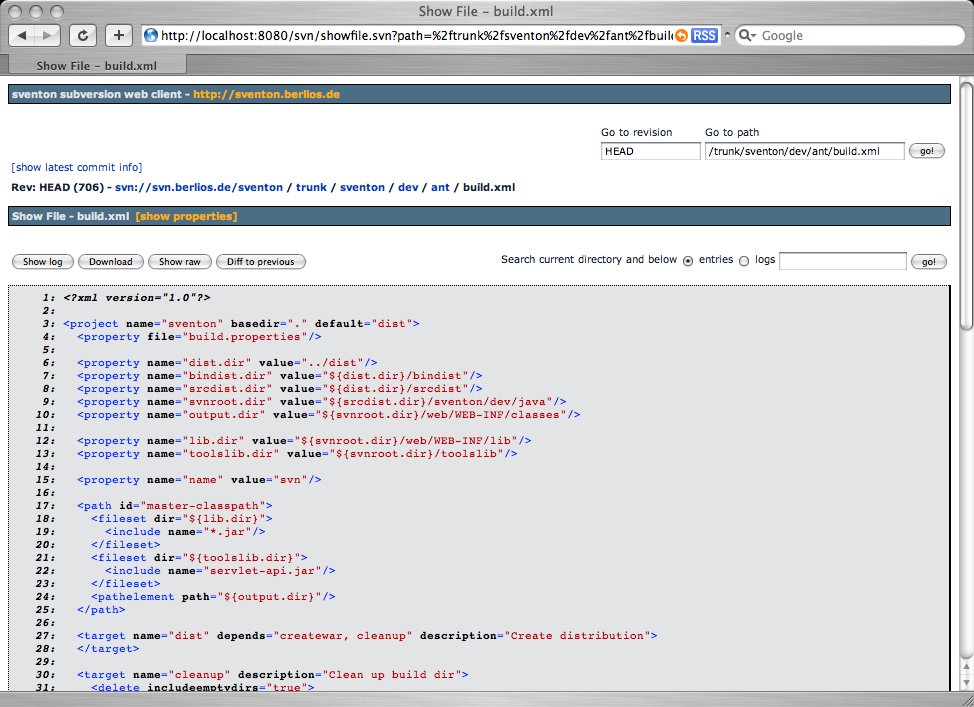 Show File - build.xml
http://localhost:8080/svn/showfile.svn?path=%2ftrunk%2fsventon%2fdev%2fant%2fbuil RSS Google
Show File - build.xml
sventon subversion web client - http://sventon.berlios.de
Go to revision Go to path
HEAD /trunk/sventon/dev/ant/build.xml go!
[show latest commit info]
Rev: HEAD (706) - svn://svn.berlios.de/sventon / trunk / sventon / dev / ant / build.xml
Show File - build.xml [show properties]
Show log Download Show raw Diff to previous Search current directory and below entries logs go!
1: <?xml version="1.0"?>
2:
3: <project name="sventon" basedir="." default="dist">
4:   <property file="build.properties"/>
5:
6:   <property name="dist.dir" value="../dist"/>
7:   <property name="bindist.dir" value="${dist.dir}/bindist"/>
8:   <property name="srcdist.dir" value="${dist.dir}/srcdist"/>
9:   <property name="svnroot.dir" value="${srcdist.dir}/sventon/dev/java"/>
10:   <property name="output.dir" value="${svnroot.dir}/web/WEB-INF/classes"/>
11:
12:   <property name="lib.dir" value="${svnroot.dir}/web/WEB-INF/lib"/>
13:   <property name="toolslib.dir" value="${svnroot.dir}/toolslib"/>
14:
15:   <property name="name" value="svn"/>
16:
17:   <path id="master-classpath">
18:     <fileset dir="${lib.dir}">
19:       <include name="*.jar"/>
20:     </fileset>
21:     <fileset dir="${toolslib.dir}">
22:       <include name="servlet-api.jar"/>
23:     </fileset>
24:     <pathelement path="${output.dir}"/>
25:   </path>
26:
27:   <target name="dist" depends="createwar, cleanup" description="Create distribution">
28:   </target>
29:
30:   <target name="cleanup" description="Clean up build dir">
31:     <delete includeemptydirs="true">